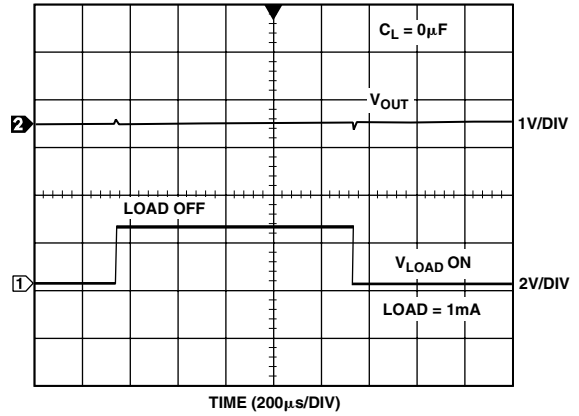 C_L = 0μF
V_OUT
2
1V/DIV
LOAD OFF
V_LOAD ON
1
2V/DIV
LOAD = 1mA
TIME (200μs/DIV)